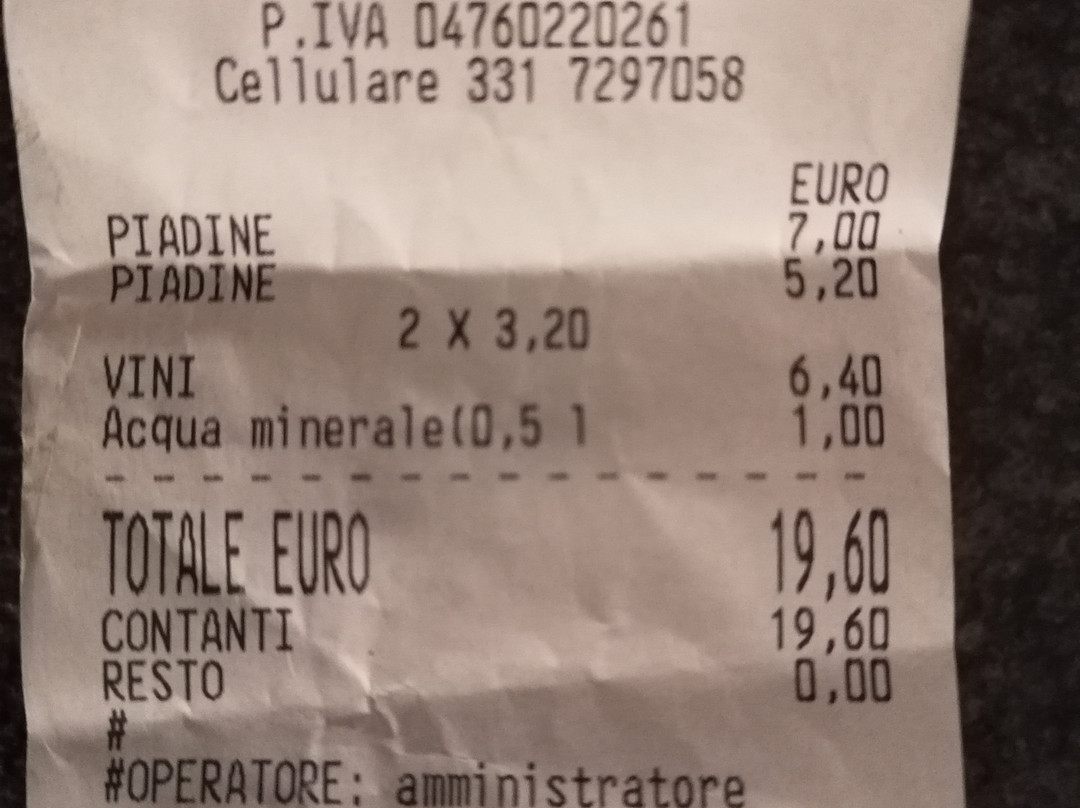 P.IVA 04760220261
Cellulare 331 7297058
EURO
PIADINE 7,00
PIADINE 5,20
2 X 3,20
VINI 6,40
Acqua minerale(0,5 l 1,00
- - - - - - - - - - - - - - - -
TOTALE EURO 19,60
CONTANTI 19,60
RESTO 0,00
#
#OPERATORE: amministratore